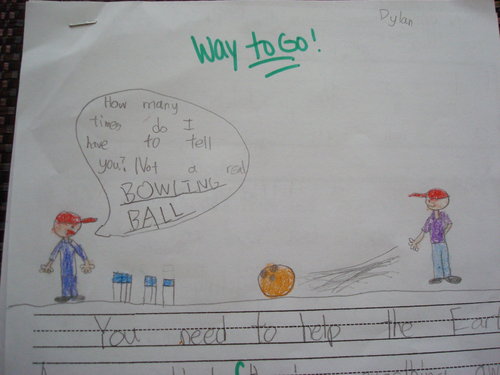 Dylan
Way to Go!
How many
times do I
have to tell
you? Not a real
BOWLING
BALL
You need to help the Eart